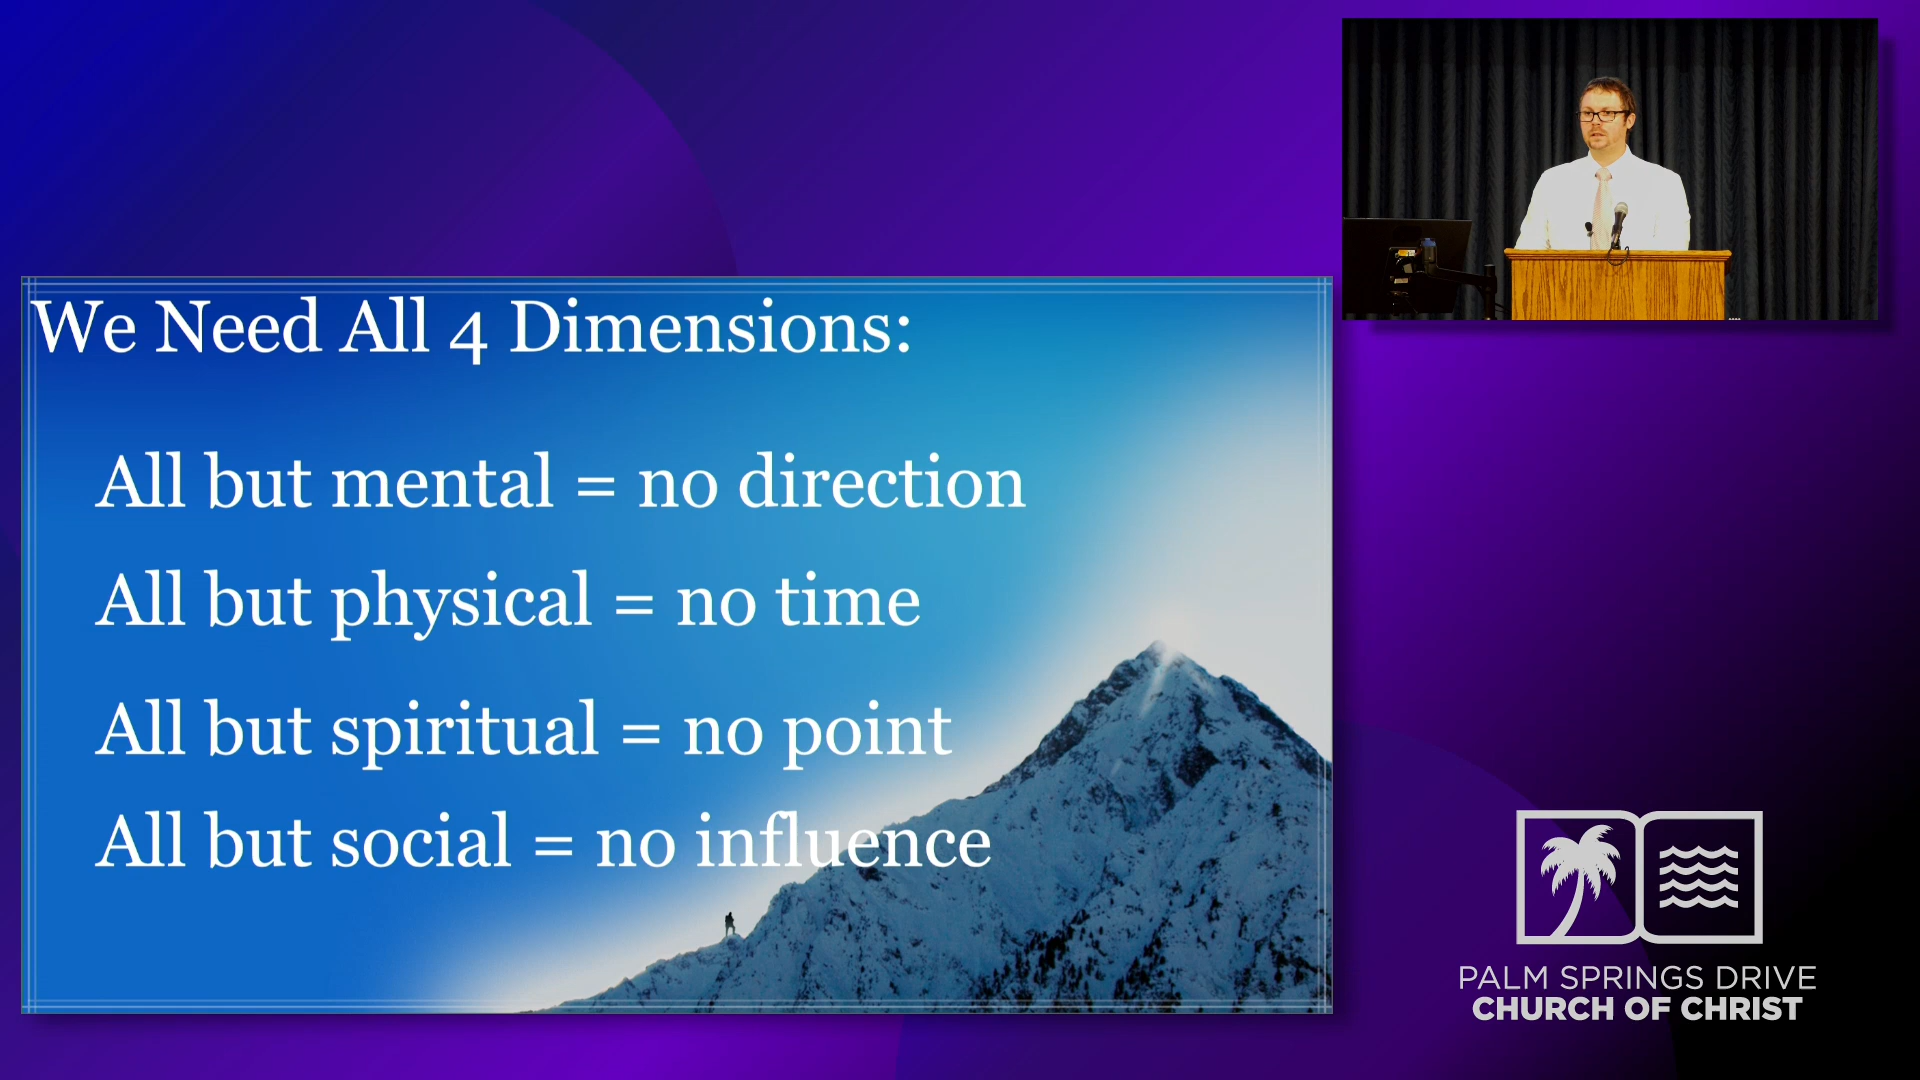 We Need All 4 Dimensions:
All but mental = no direction
All but physical = no time
All but spiritual = no point
All but social = no influence
PALM SPRINGS DRIVE
CHURCH OF CHRIST